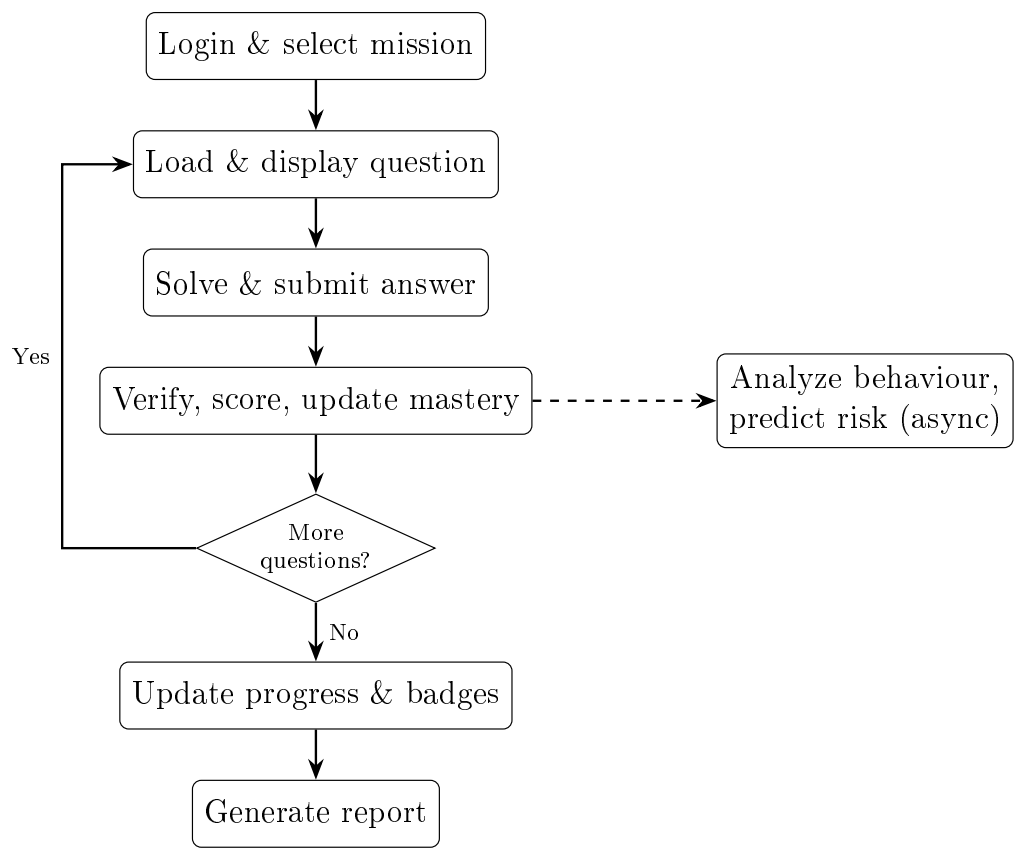 Login & select mission
Load & display question
Solve & submit answer
Yes
Verify, score, update mastery
Analyze behaviour,
predict risk (async)
More
questions?
No
Update progress & badges
Generate report